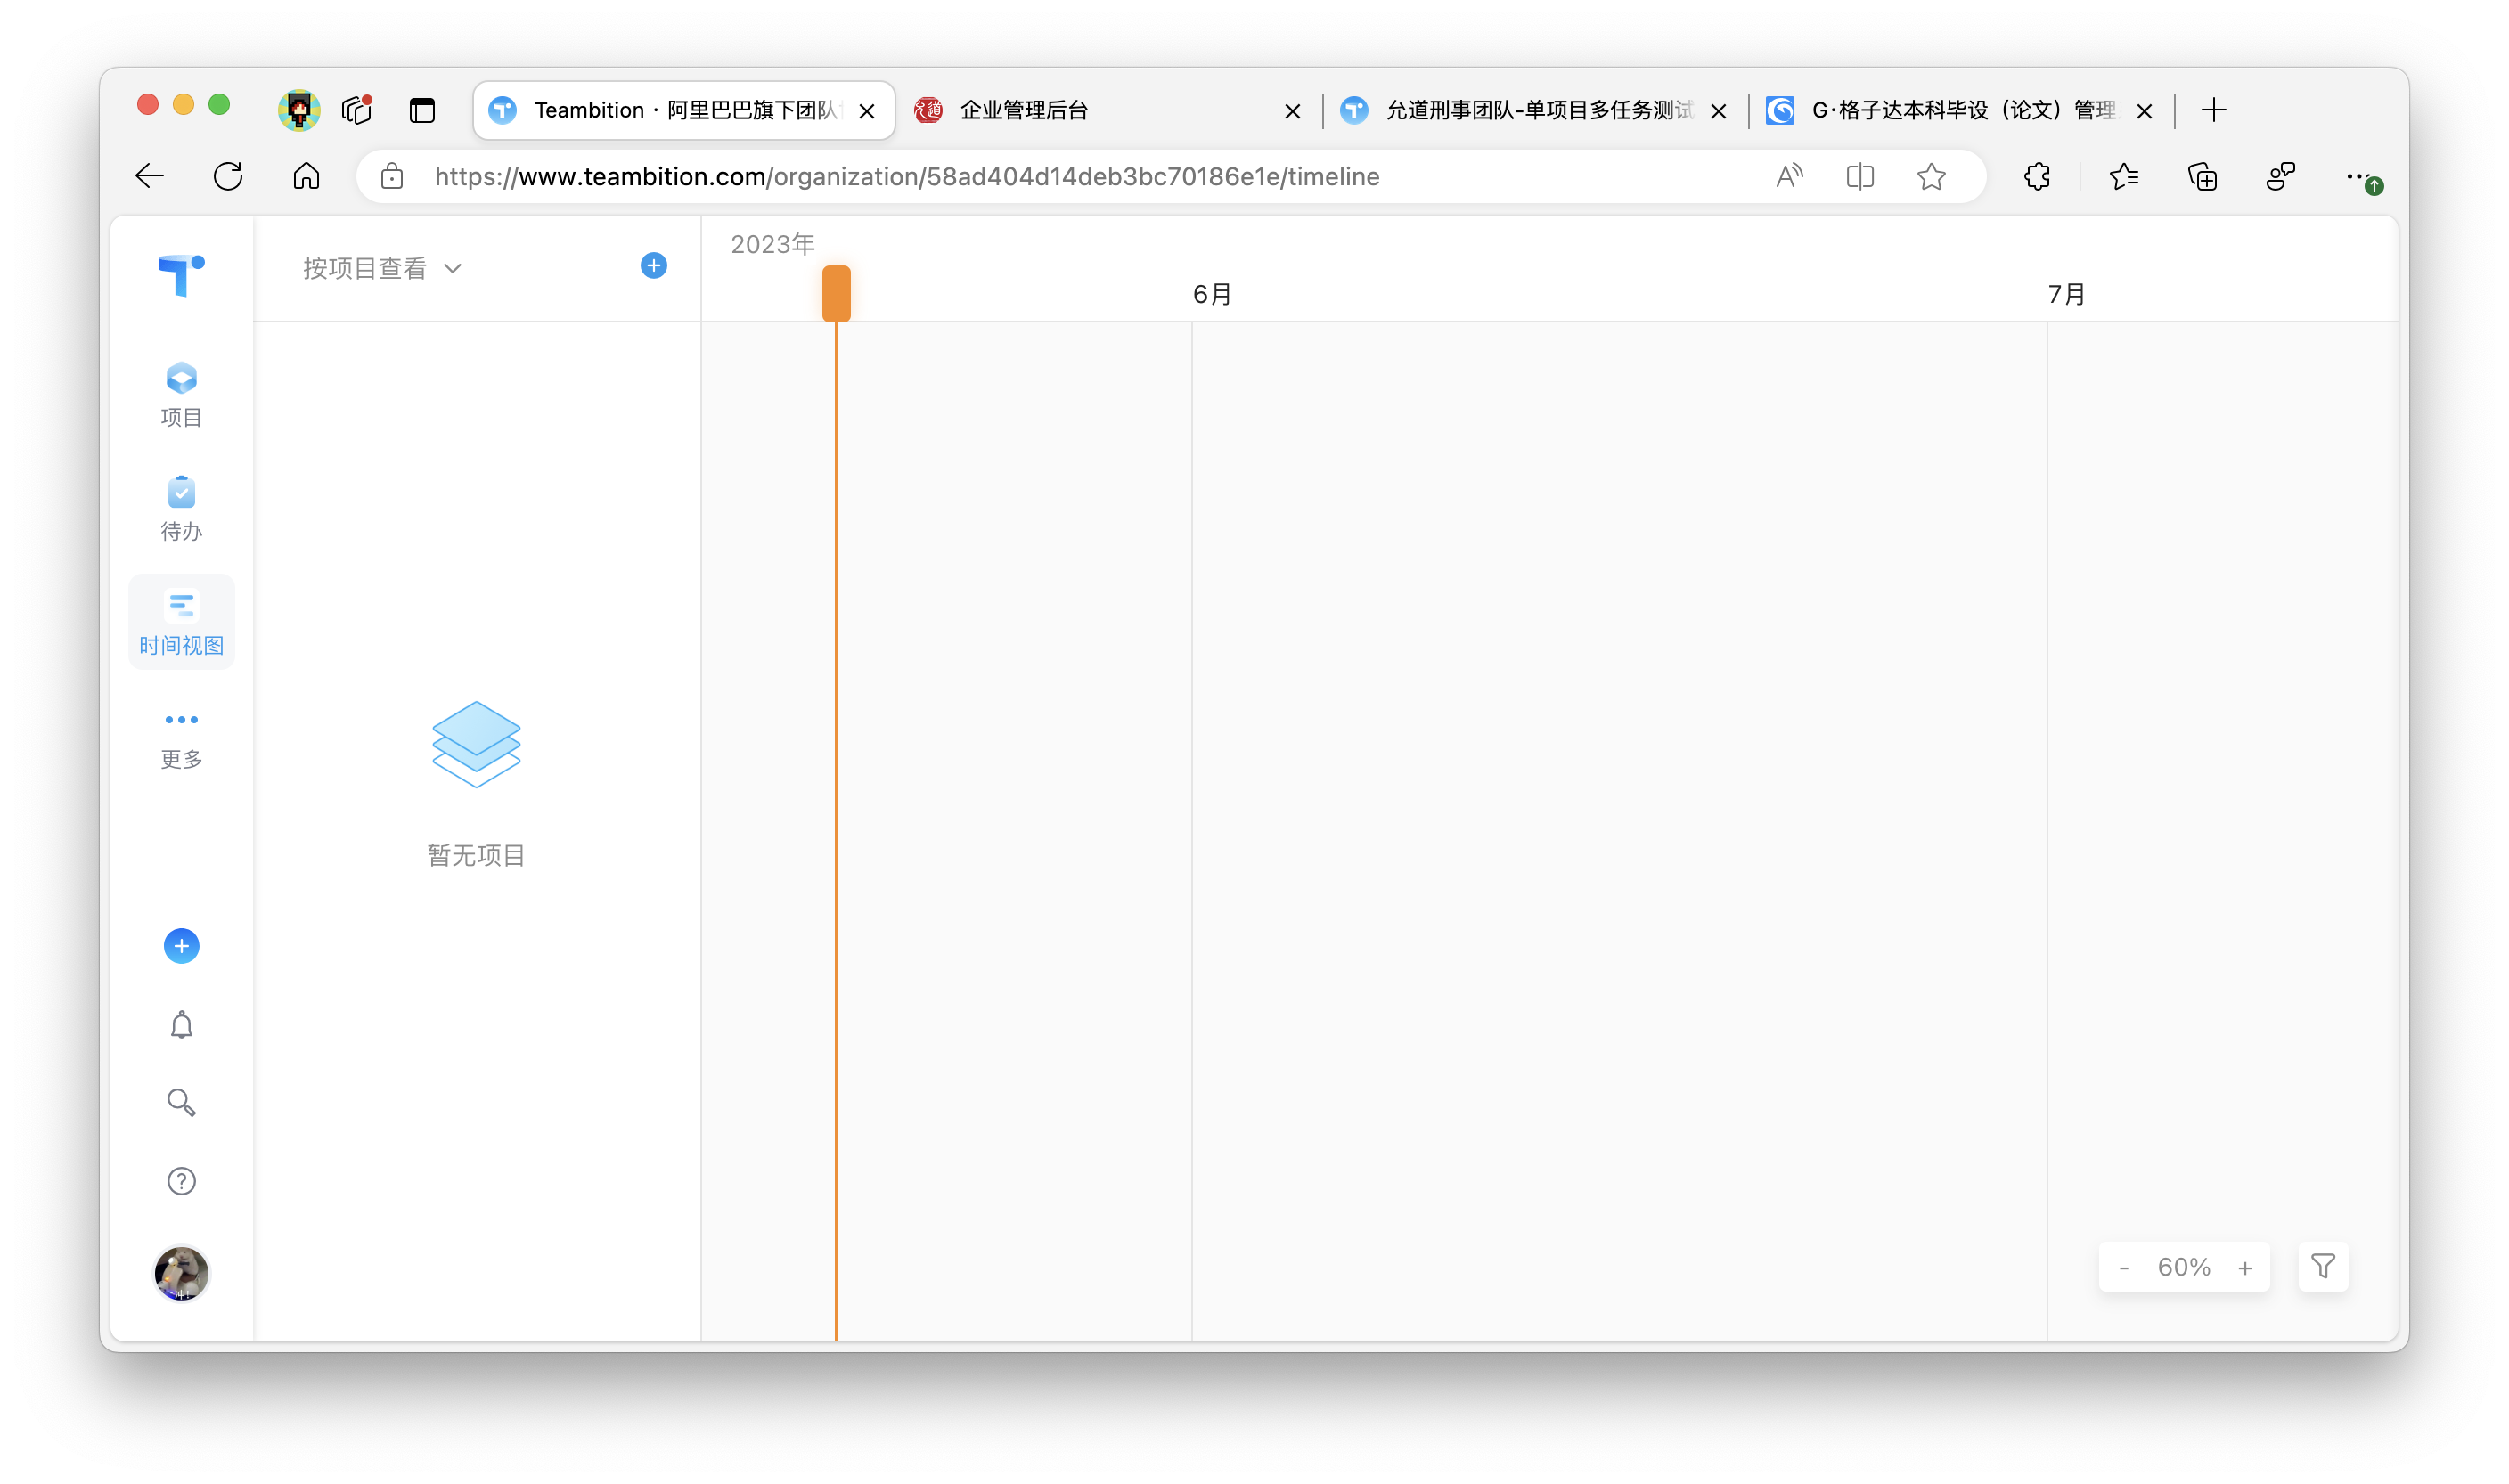 Teambition · 阿里巴巴旗下团队
企业管理后台
允道刑事团队-单项目多任务测试
G·格子达本科毕设（论文）管理
https://www.teambition.com/organization/58ad404d14deb3bc70186e1e/timeline
按项目查看
2023年
6月
7月
项目
待办
时间视图
更多
暂无项目
冲!
- 60% +